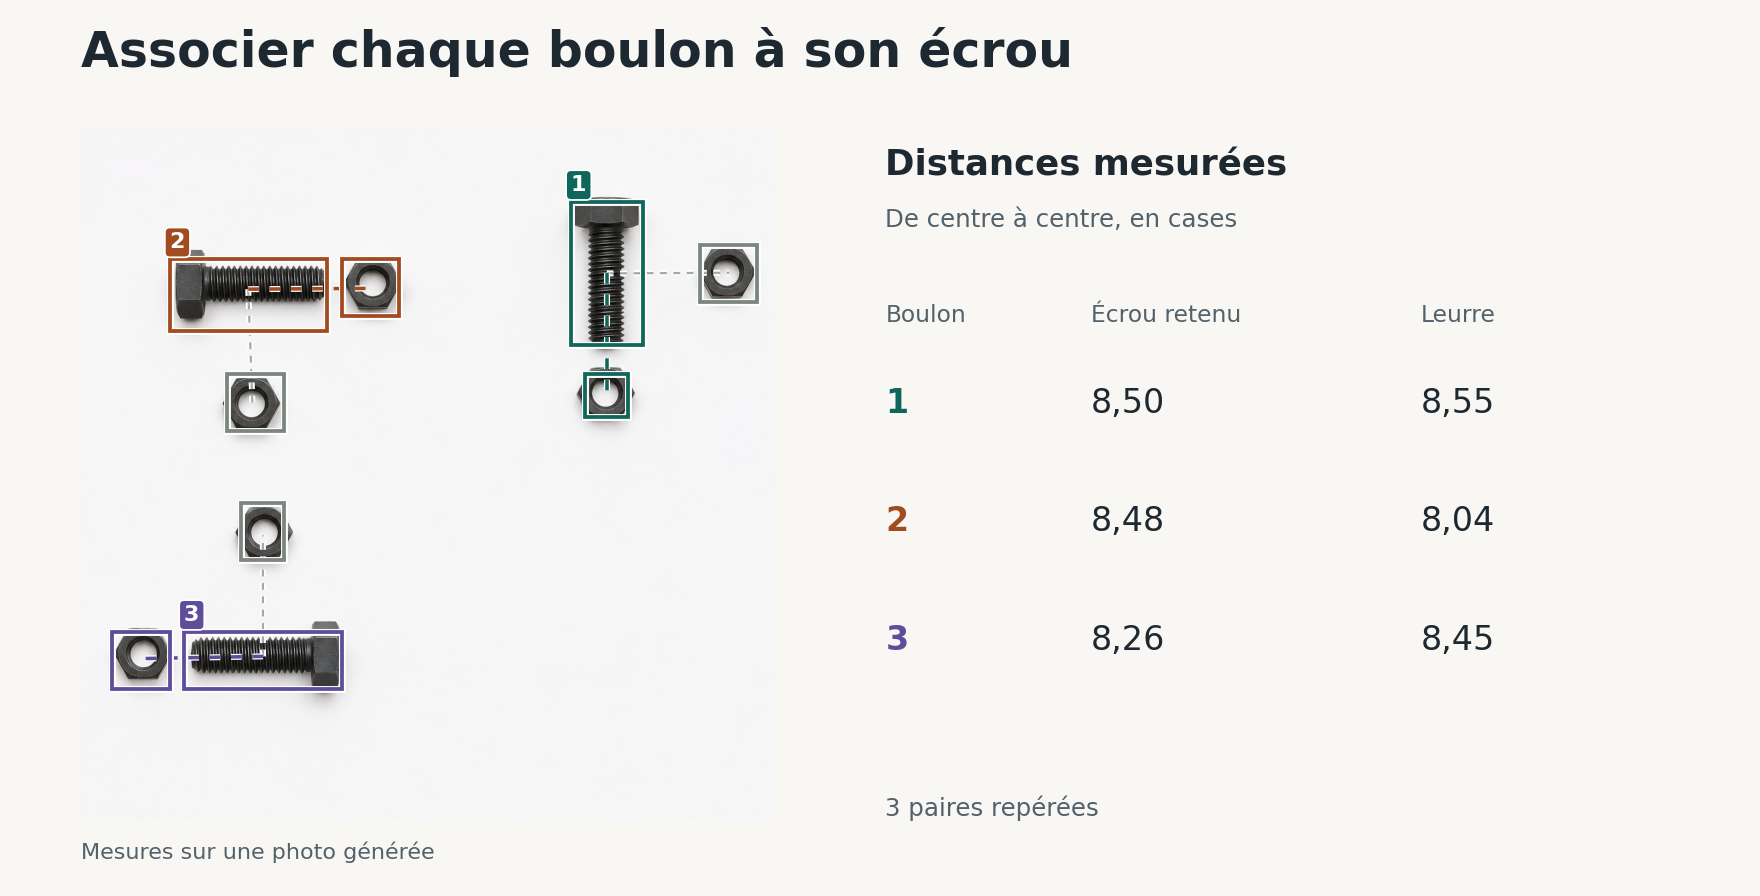 Associer chaque boulon à son écrou
1
2
3
Mesures sur une photo générée
Distances mesurées
De centre à centre, en cases
Boulon Écrou retenu Leurre
1 8,50 8,55
2 8,48 8,04
3 8,26 8,45
3 paires repérées